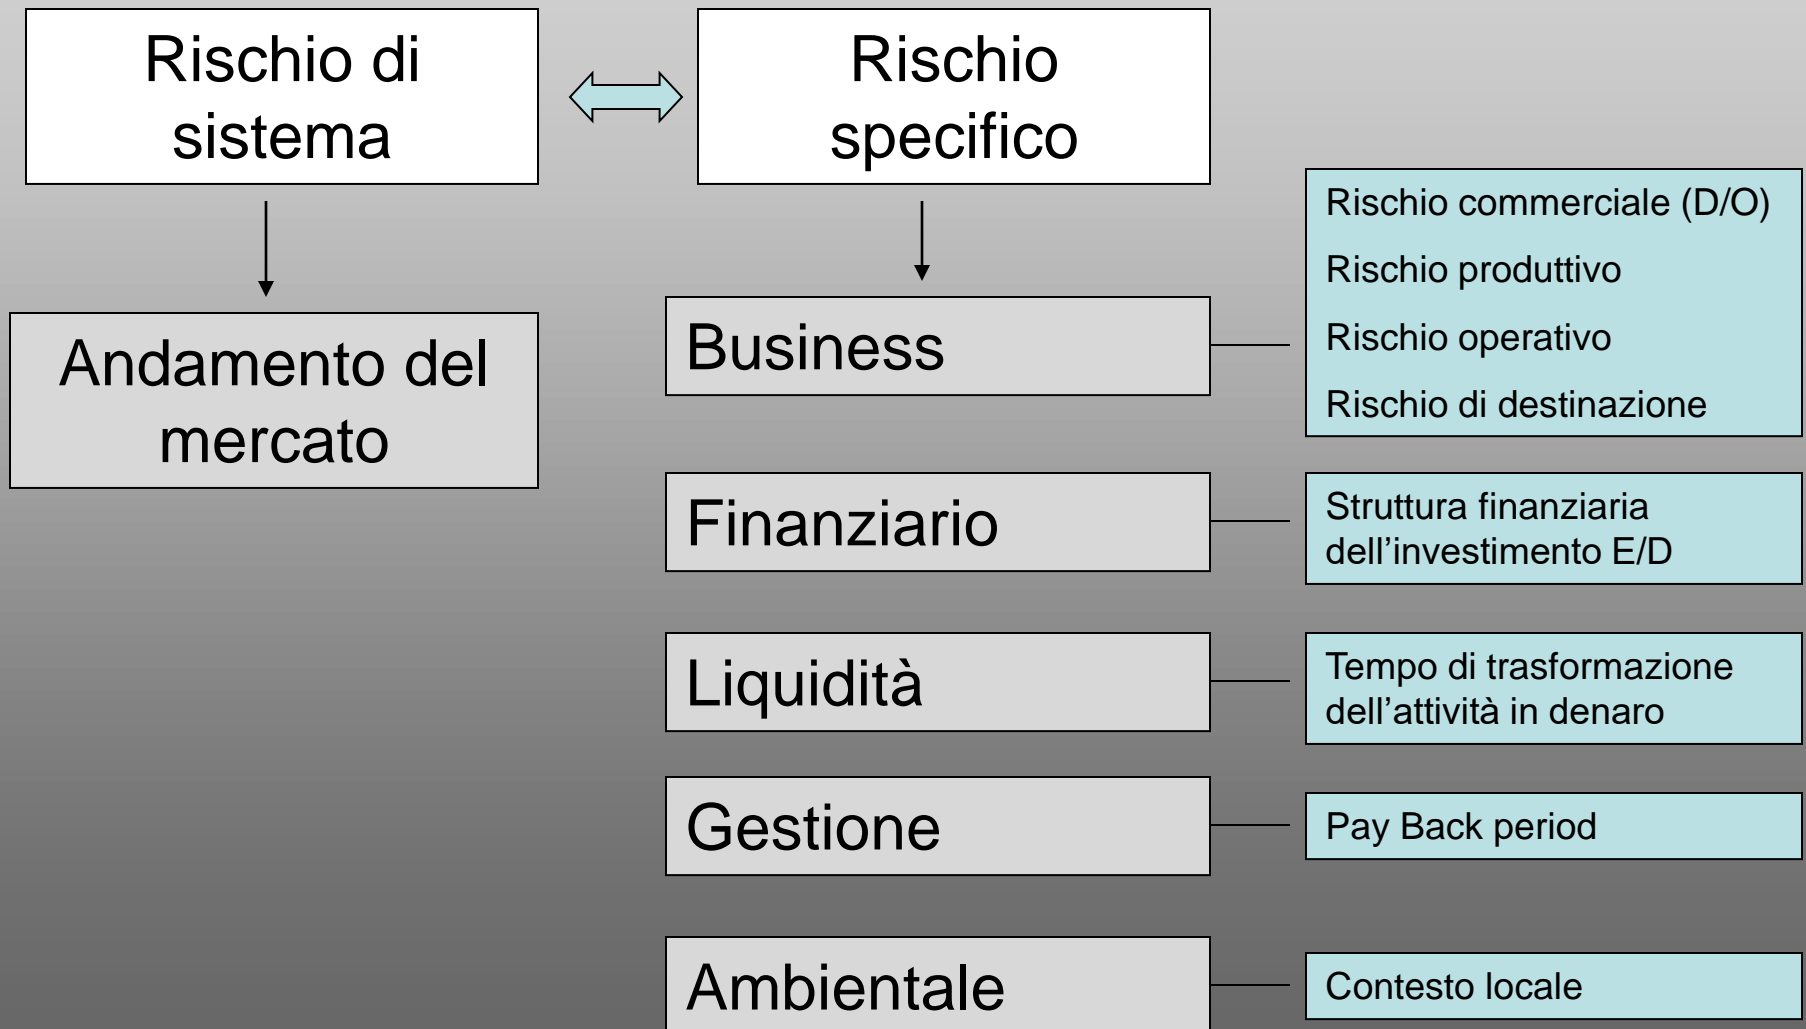 Rischio di
sistema
Rischio
specifico
Andamento del
mercato
Business
Rischio commerciale (D/O)
Rischio produttivo
Rischio operativo
Rischio di destinazione
Finanziario
Struttura finanziaria
dell’investimento E/D
Liquidità
Tempo di trasformazione
dell’attività in denaro
Gestione
Pay Back period
Ambientale
Contesto locale